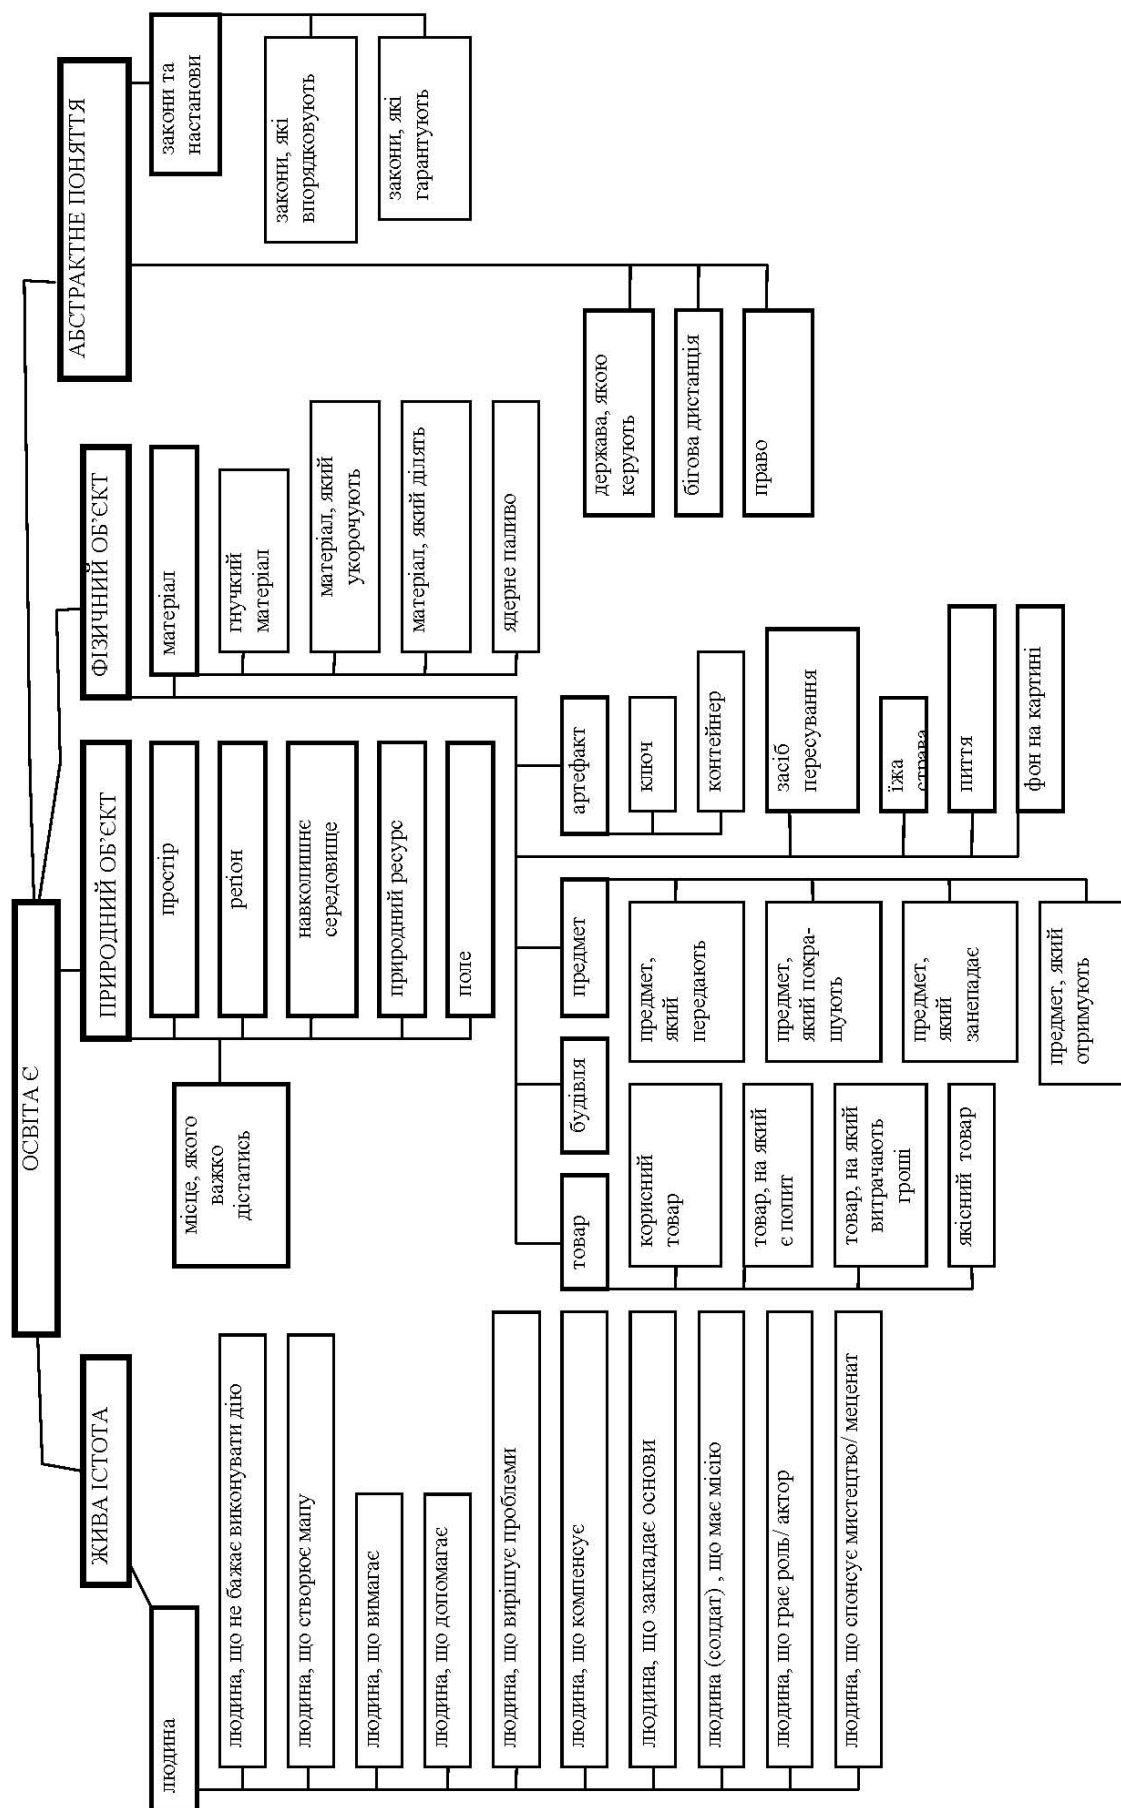 ОСВІТА Є
ЖИВА ІСТОТА
людина
людина, що не бажає виконувати дію
людина, що створює мапу
людина, що вимагає
людина, що допомагає
людина, що вирішує проблеми
людина, що компенсує
людина, що закладає основи
людина (солдат) , що має місію
людина, що грає роль/ актор
людина, що спонсує мистецтво/ меценат
ПРИРОДНИЙ ОБ’ЄКТ
місце, якого
важко
дістатись
простір
регіон
навколишнє
середовище
природний ресурс
поле
ФІЗИЧНИЙ ОБ’ЄКТ
матеріал
гнучкий
матеріал
матеріал, який
укорочують
матеріал, який ділять
ядерне паливо
товар
корисний
товар
товар, на який
є попит
товар, на який
витрачають
гроші
якісний товар
будівля
предмет
предмет,
який
передають
предмет,
який покра-
щують
предмет,
який
занепадає
предмет, який
отримують
артефакт
ключ
контейнер
засіб
пересування
їжа
страва
пиття
фон на картині
АБСТРАКТНЕ ПОНЯТТЯ
закони та
настанови
закони, які
впорядковують
закони, які
гарантують
держава, якою
керують
бігова дистанція
право